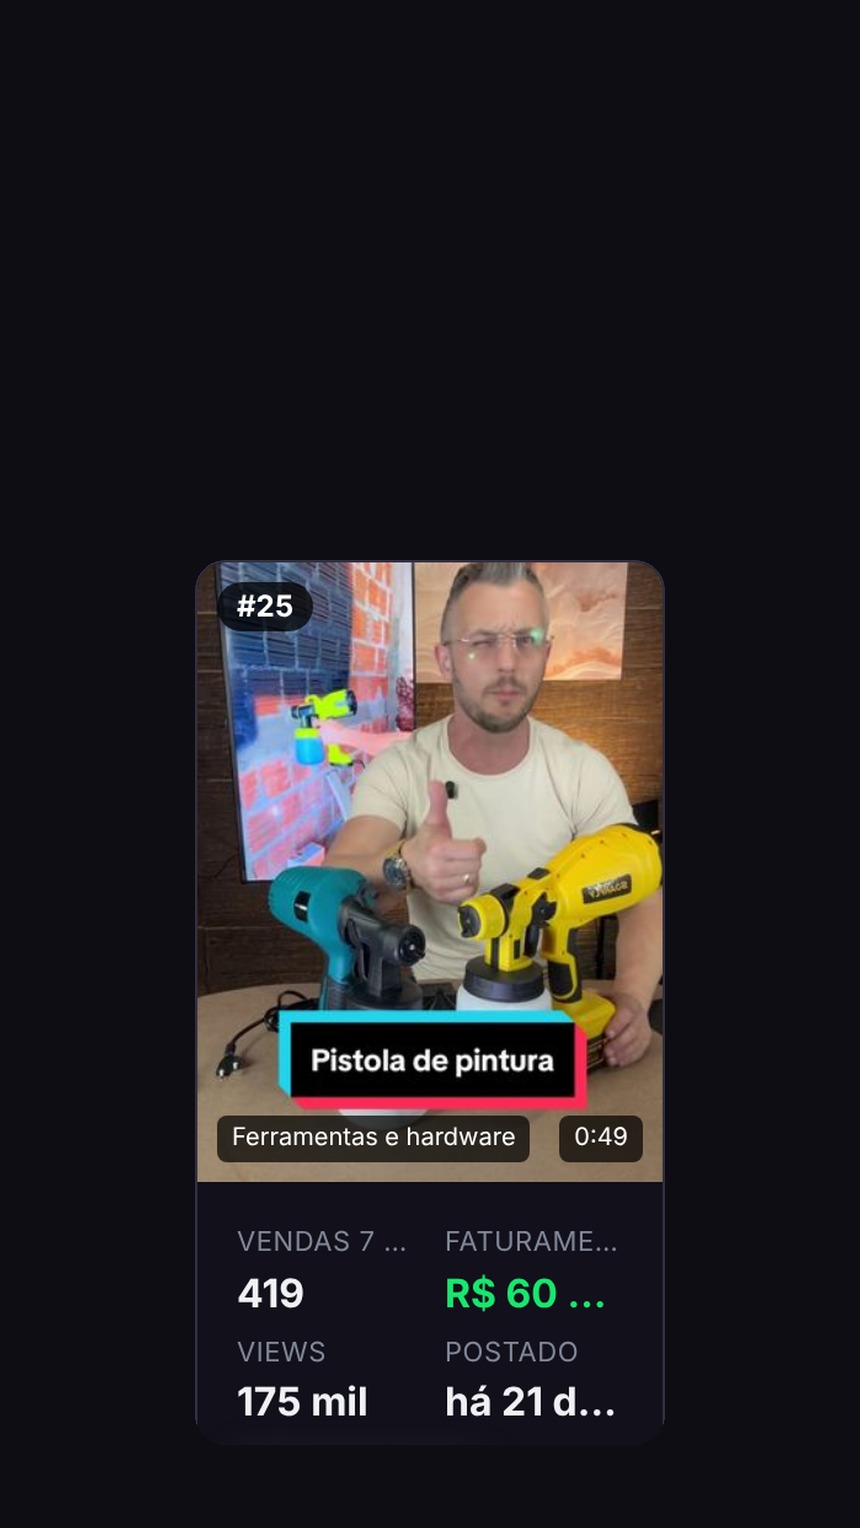 #25
Pistola de pintura
Ferramentas e hardware
0:49
VENDAS 7 ...
FATURAME...
419
R$ 60 ...
VIEWS
POSTADO
175 mil
há 21 d...